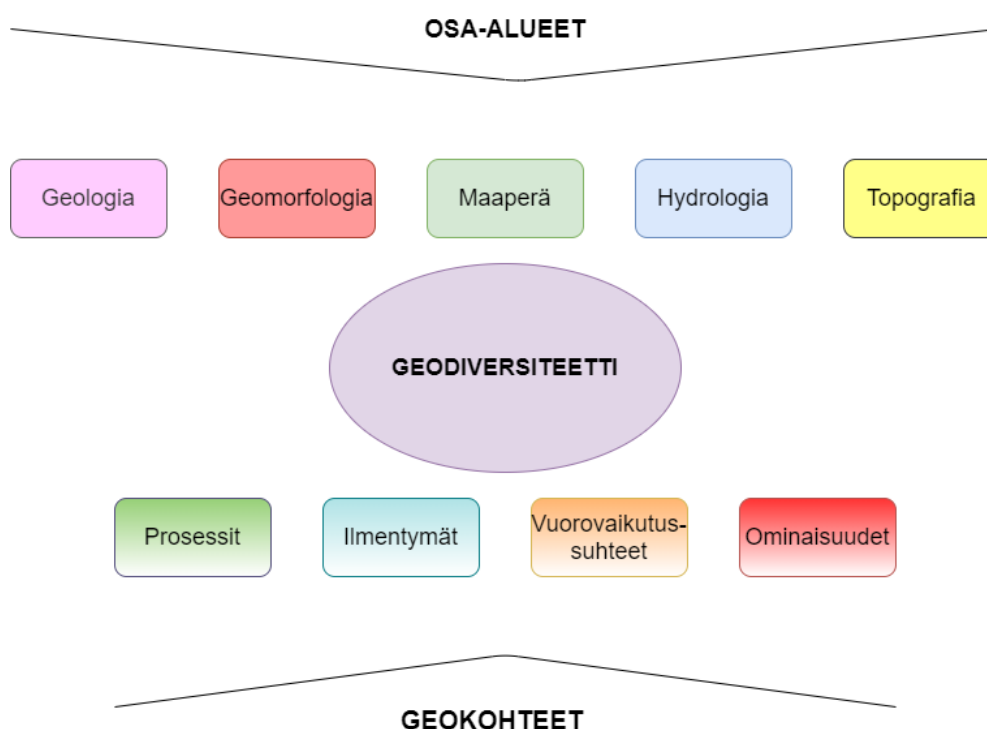 OSA-ALUEET
Geologia
Geomorfologia
Maaperä
Hydrologia
Topografia
GEODIVERSITEETTI
Prosessit
Ilmentymät
Vuorovaikutus-
suhteet
Ominaisuudet
GEOKOHTEET